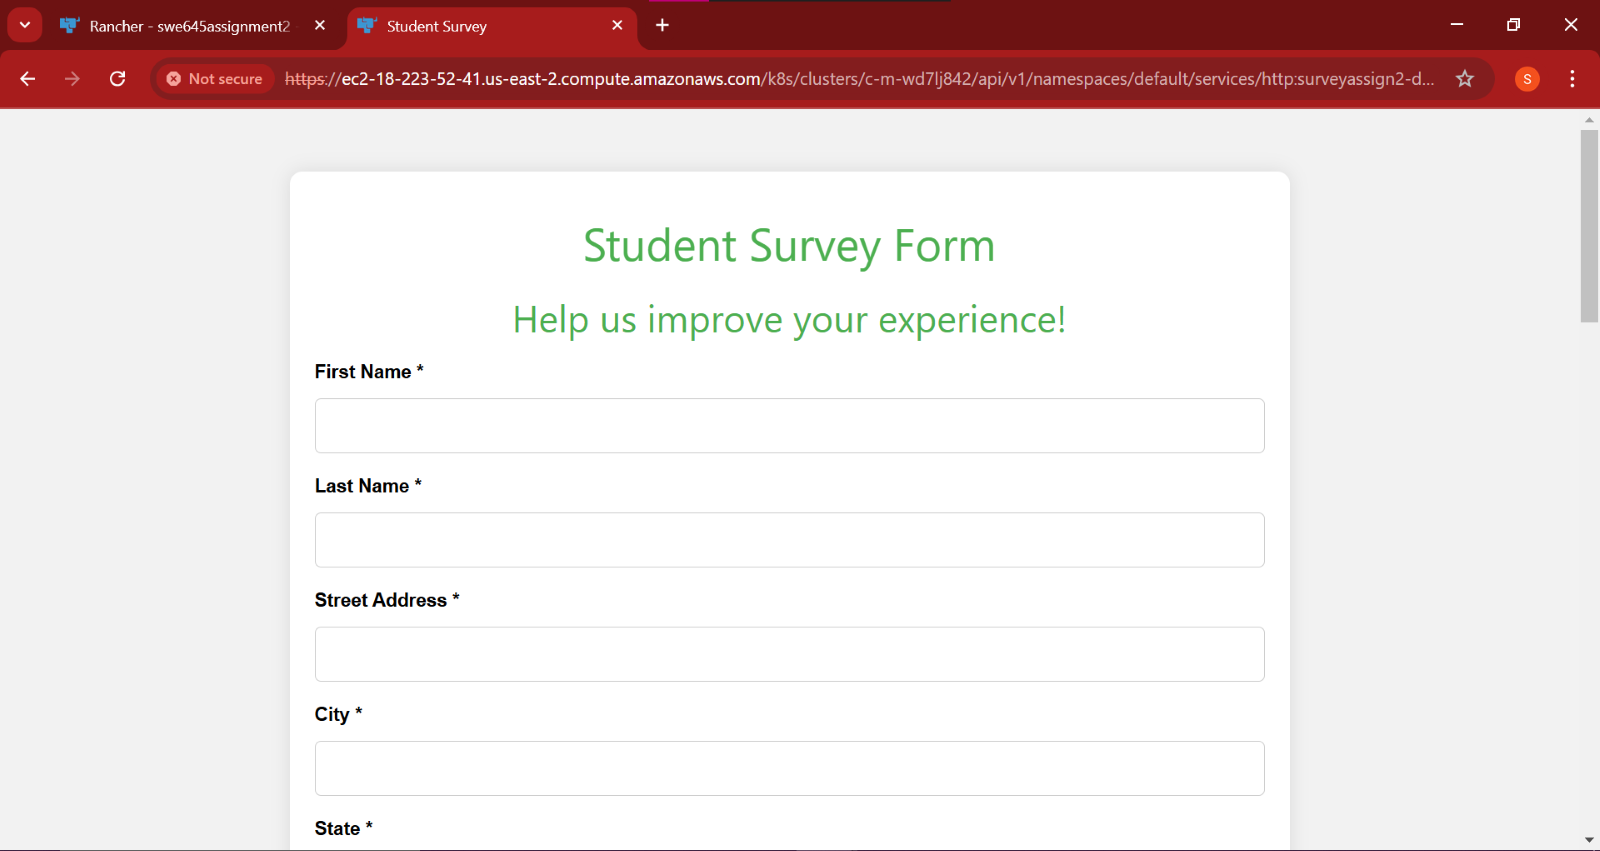 Rancher - swe645assignment2
Student Survey
Not secure
https://ec2-18-223-52-41.us-east-2.compute.amazonaws.com/k8s/clusters/c-m-wd7lj842/api/v1/namespaces/default/services/http:surveyassign2-d...
S
Student Survey Form
Help us improve your experience!
First Name *
Last Name *
Street Address *
City *
State *